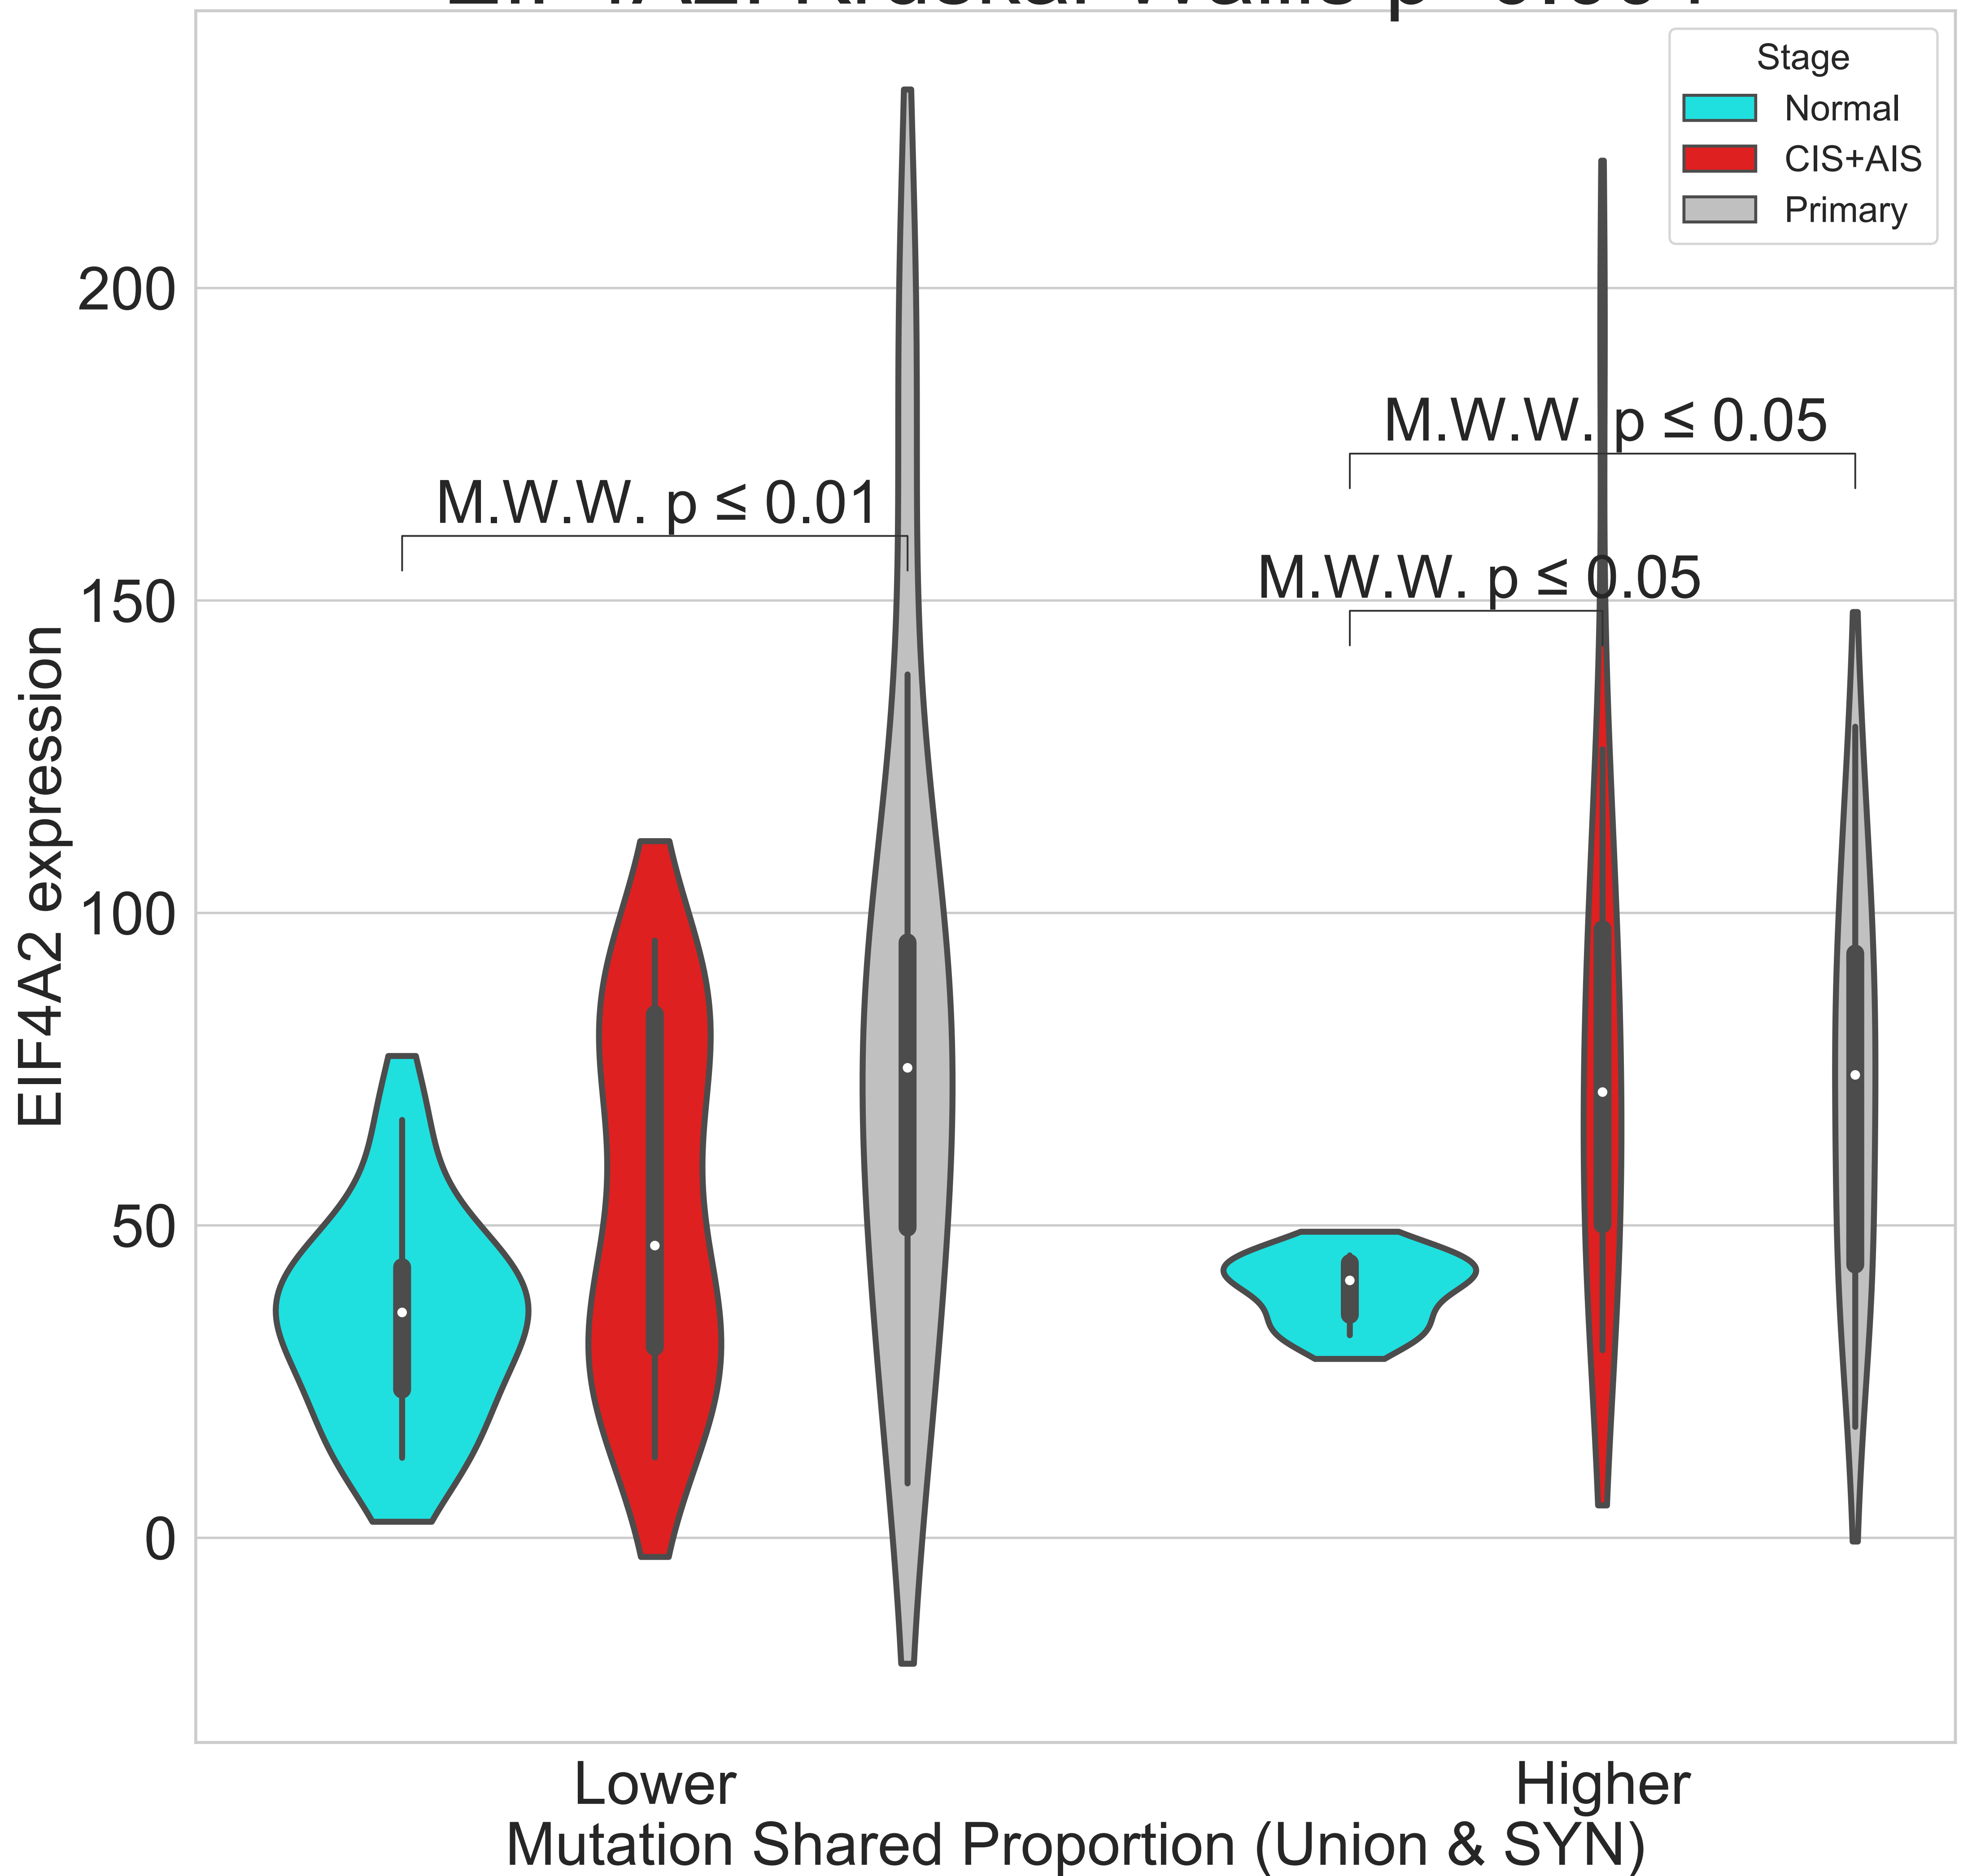 Stage
Normal
CIS+AIS
Primary
200
150
100
50
0
EIF4A2 expression
M.W.W. p ≤ 0.01
M.W.W. p ≤ 0.05
M.W.W. p ≤ 0.05
Lower
Higher
Mutation Shared Proportion (Union & SYN)